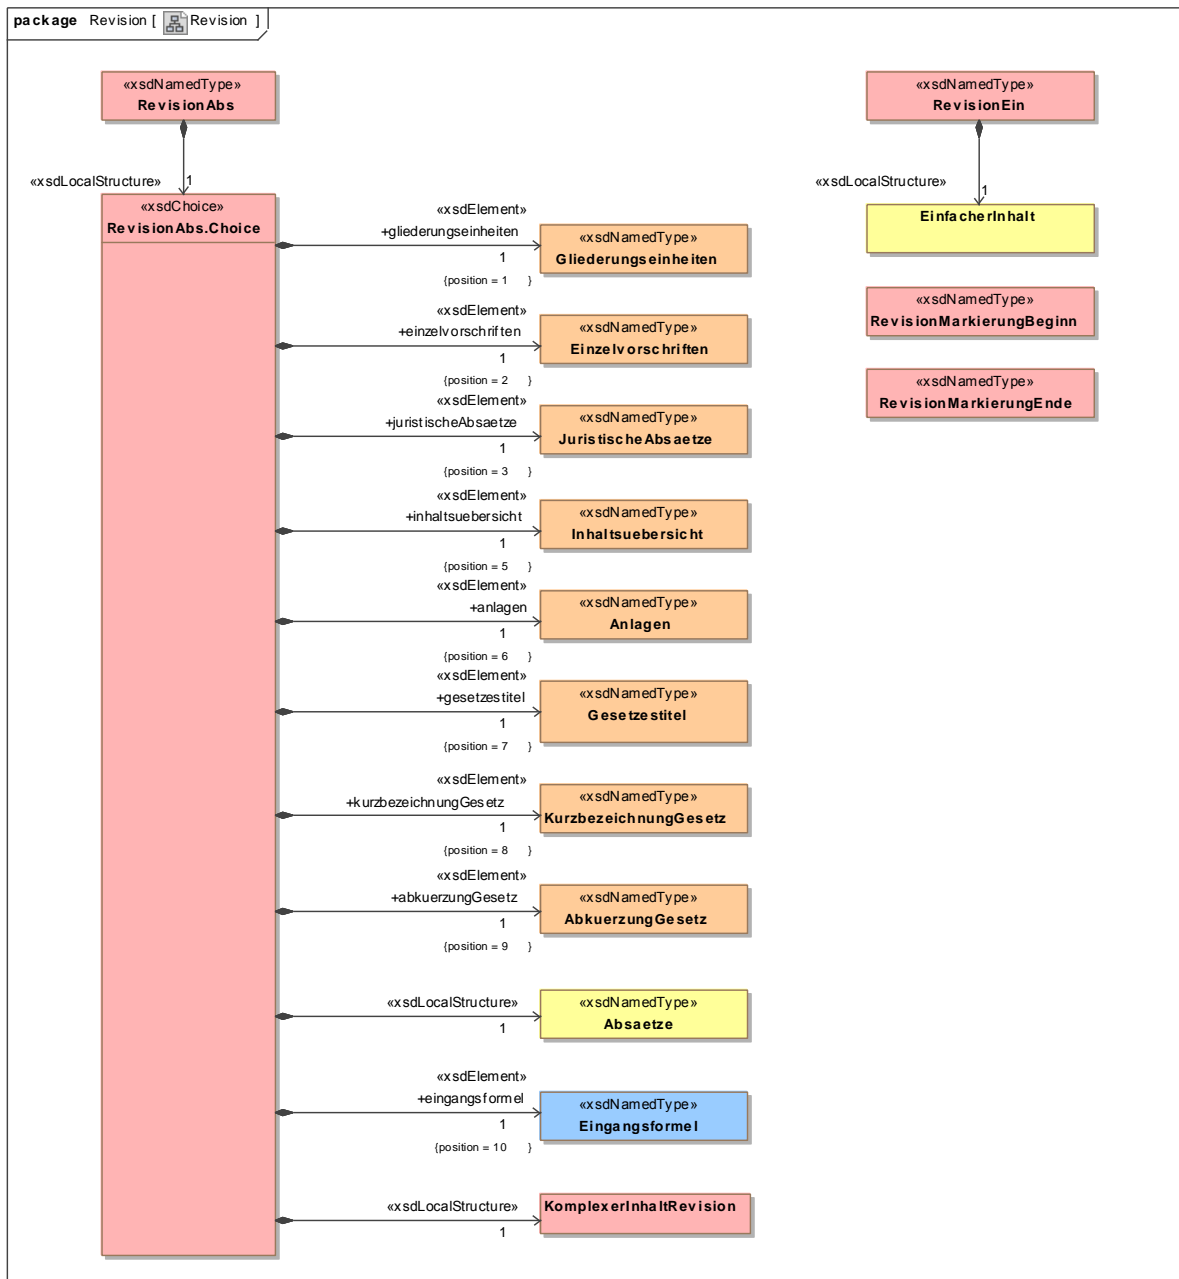 package Revision [ Revision ]
«xsdNamedType»
RevisionAbs
«xsdLocalStructure»
1
«xsdChoice»
RevisionAbs.Choice
«xsdElement»
+gliederungseinheiten
1
{position = 1 }
«xsdNamedType»
Gliederungseinheiten
«xsdElement»
+einzelvorschriften
1
{position = 2 }
«xsdNamedType»
Einzelvorschriften
«xsdElement»
+juristischeAbsaetze
1
{position = 3 }
«xsdNamedType»
JuristischeAbsaetze
«xsdElement»
+inhaltsuebersicht
1
{position = 5 }
«xsdNamedType»
Inhaltsuebersicht
«xsdElement»
+anlagen
1
{position = 6 }
«xsdNamedType»
Anlagen
«xsdElement»
+gesetzestitel
1
{position = 7 }
«xsdNamedType»
Gesetzestitel
«xsdElement»
+kurzbezeichnungGesetz
1
{position = 8 }
«xsdNamedType»
KurzbezeichnungGesetz
«xsdElement»
+abkuerzungGesetz
1
{position = 9 }
«xsdNamedType»
AbkuerzungGesetz
«xsdLocalStructure»
1
«xsdNamedType»
Absaetze
«xsdElement»
+eingangsformel
1
{position = 10 }
«xsdNamedType»
Eingangsformel
«xsdLocalStructure»
1
KomplexerInhaltRevision
«xsdNamedType»
RevisionEin
«xsdLocalStructure»
1
EinfacherInhalt
«xsdNamedType»
RevisionMarkierungBeginn
«xsdNamedType»
RevisionMarkierungEnde